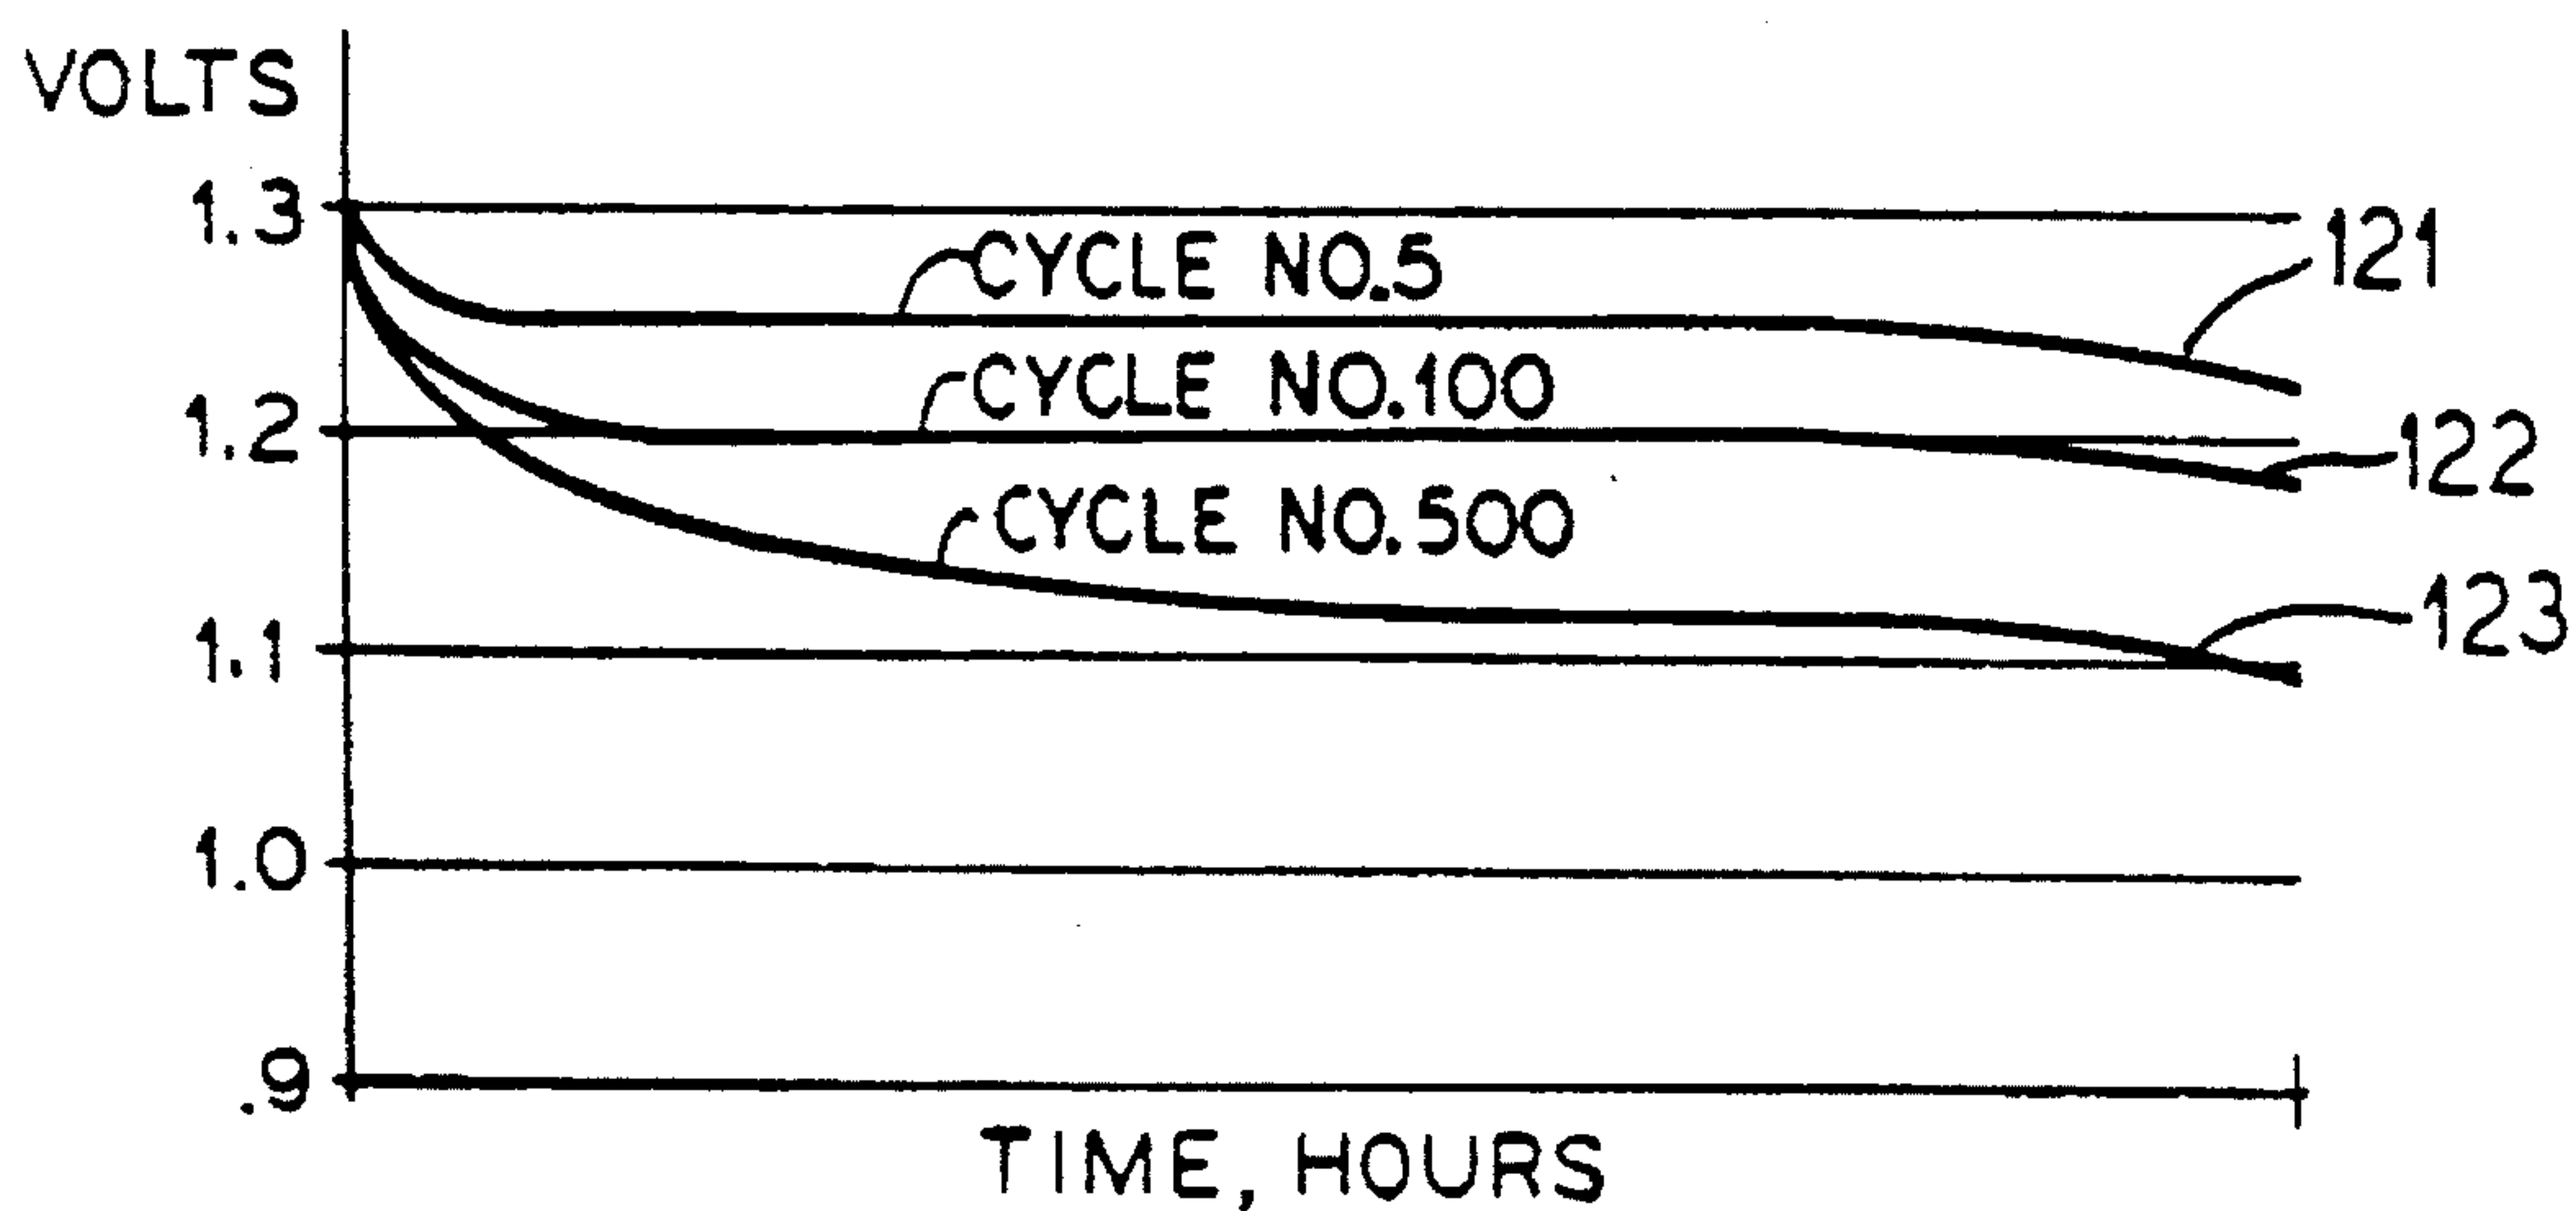 VOLTS
1.3
CYCLE NO.5
121
CYCLE NO.100
1.2
122
CYCLE NO.500
123
1.1
1.0
.9
TIME, HOURS